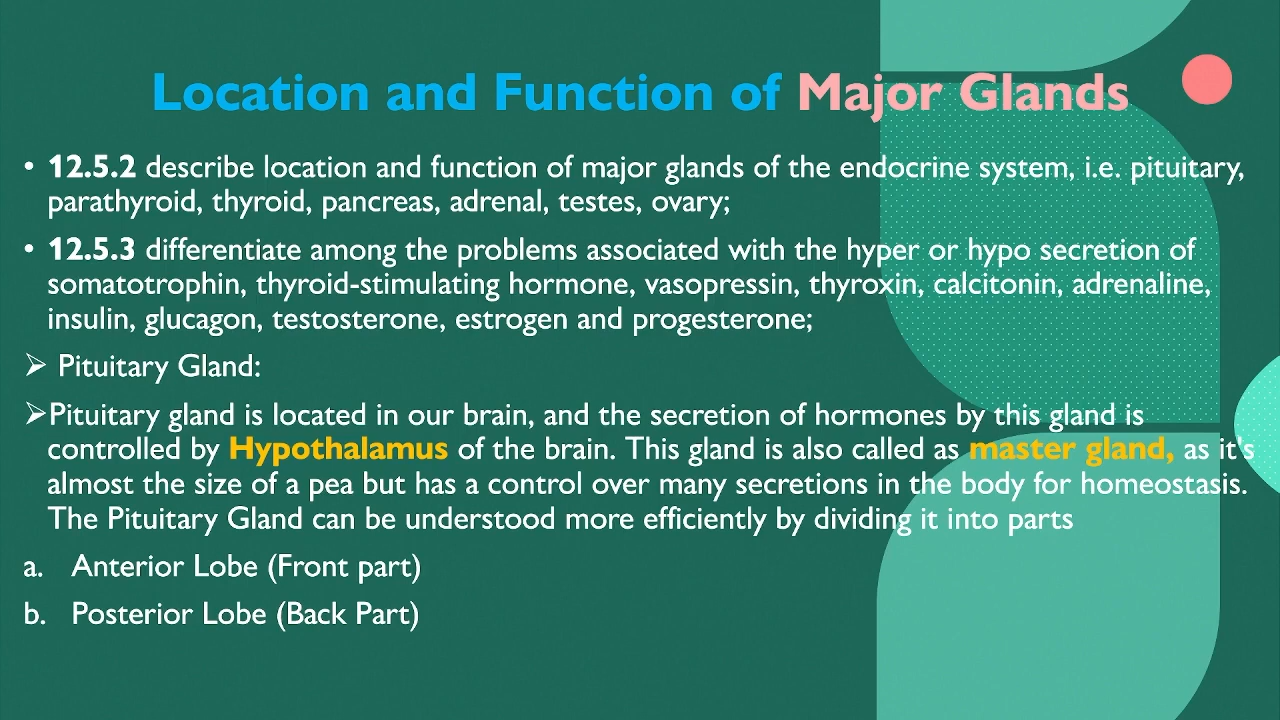 Location and Function of Major Glands
• 12.5.2 describe location and function of major glands of the endocrine system, i.e. pituitary,
parathyroid, thyroid, pancreas, adrenal, testes, ovary;
• 12.5.3 differentiate among the problems associated with the hyper or hypo secretion of
somatotrophin, thyroid-stimulating hormone, vasopressin, thyroxin, calcitonin, adrenaline,
insulin, glucagon, testosterone, estrogen and progesterone;
➢ Pituitary Gland:
➢Pituitary gland is located in our brain, and the secretion of hormones by this gland is
controlled by Hypothalamus of the brain. This gland is also called as master gland, as it's
almost the size of a pea but has a control over many secretions in the body for homeostasis.
The Pituitary Gland can be understood more efficiently by dividing it into parts
a. Anterior Lobe (Front part)
b. Posterior Lobe (Back Part)